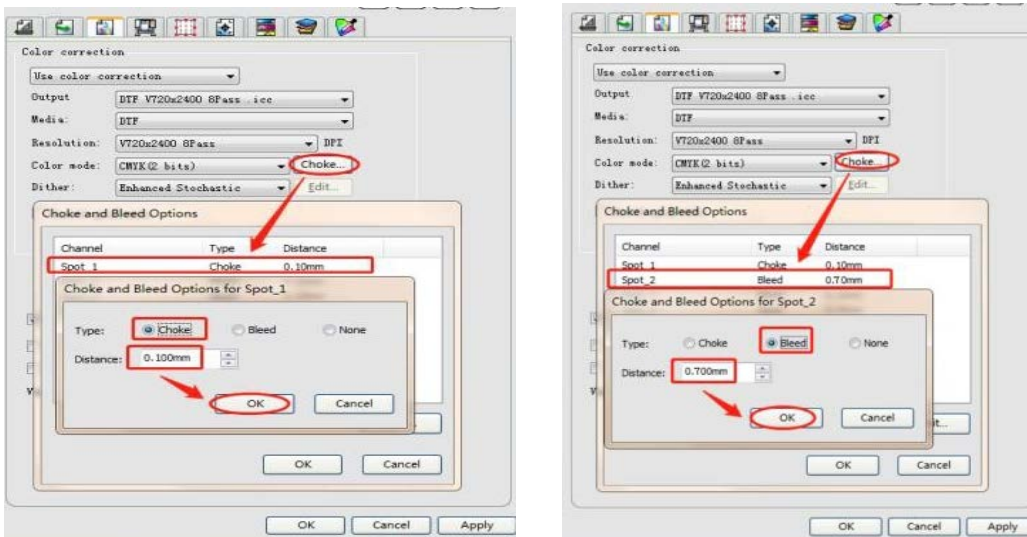 Color correction
Use color correction
Output DTF V720x2400 8Pass .icc
Media: DTF
Resolution: V720x2400 8Pass DPI
Color mode: CMYK(2 bits) Choke...
Dither: Enhanced Stochastic Edit...
Choke and Bleed Options
Channel Type Distance
Spot_1 Choke 0.10mm
Choke and Bleed Options for Spot_1
Type: Choke Bleed None
Distance: 0.100mm
OK Cancel
OK Cancel
OK Cancel Apply
Color correction
Use color correction
Output DTF V720x2400 8Pass .icc
Media: DTF
Resolution: V720x2400 8Pass DPI
Color mode: CMYK(2 bits) Choke...
Dither: Enhanced Stochastic Edit...
Choke and Bleed Options
Channel Type Distance
Spot_1 Choke 0.10mm
Spot_2 Bleed 0.70mm
Choke and Bleed Options for Spot_2
Type: Choke Bleed None
Distance: 0.700mm
OK Cancel
OK Cancel
OK Cancel Apply